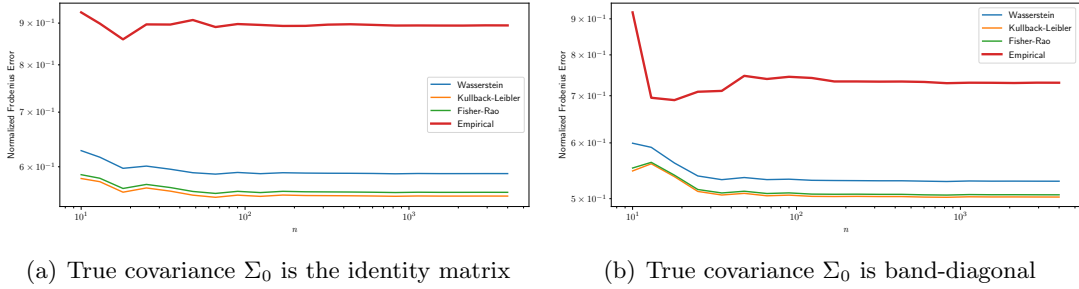 Normalized Frobenius Error
9 × 10⁻¹
8 × 10⁻¹
7 × 10⁻¹
6 × 10⁻¹
Wasserstein
Kullback-Leibler
Fisher-Rao
Empirical
10¹
10²
10³
n
(a) True covariance Σ₀ is the identity matrix
Normalized Frobenius Error
9 × 10⁻¹
8 × 10⁻¹
7 × 10⁻¹
6 × 10⁻¹
5 × 10⁻¹
Wasserstein
Kullback-Leibler
Fisher-Rao
Empirical
10¹
10²
10³
n
(b) True covariance Σ₀ is band-diagonal